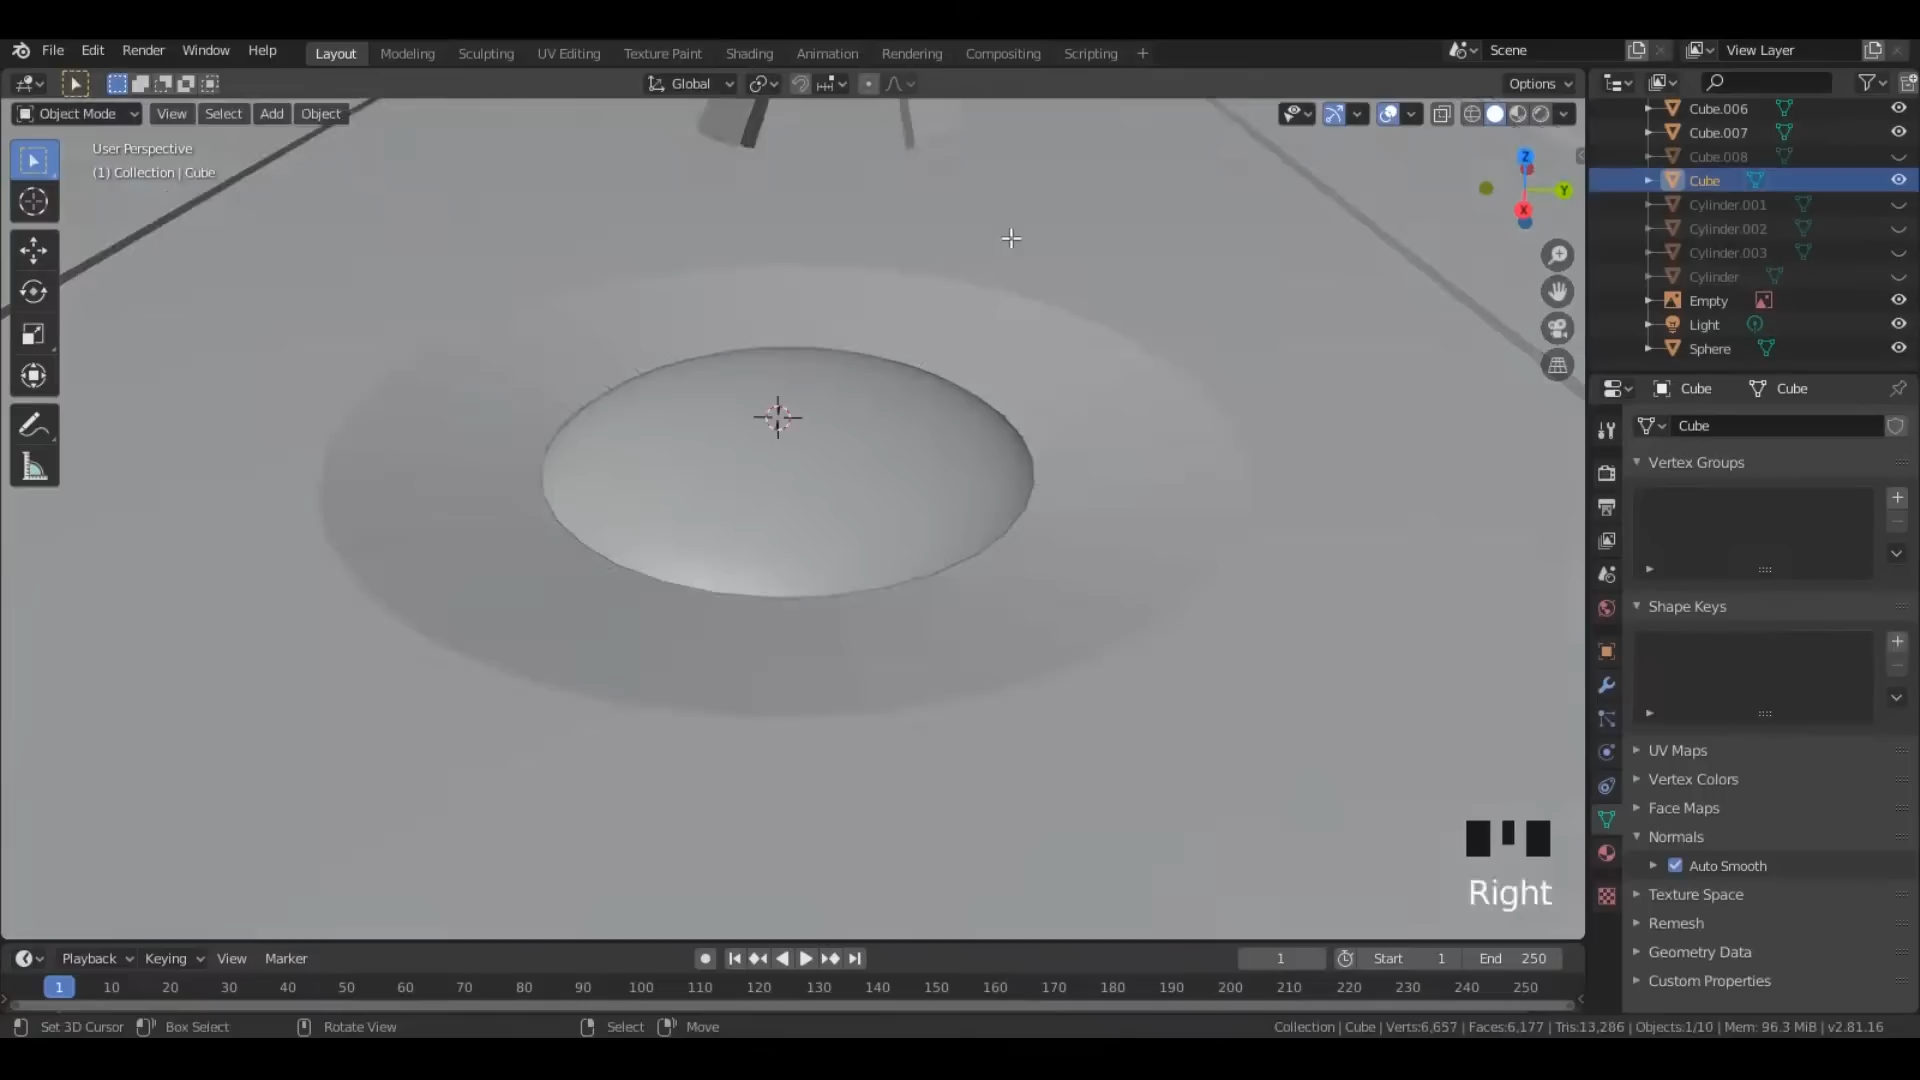 File Edit Render Window Help Layout Modeling Sculpting UV Editing Texture Paint Shading Animation Rendering Compositing Scripting + Scene View Layer
Global Options
Object Mode View Select Add Object
User Perspective
(1) Collection | Cube
Z
Y
X
Cube.006
Cube.007
Cube.008
Cube
Cylinder.001
Cylinder.002
Cylinder.003
Cylinder
Empty
Light
Sphere
Cube Cube
Cube
Vertex Groups
Shape Keys
UV Maps
Vertex Colors
Face Maps
Normals
Auto Smooth
Texture Space
Remesh
Geometry Data
Custom Properties
Right
Playback Keying View Marker 1 Start 1 End 250
1 10 20 30 40 50 60 70 80 90 100 110 120 130 140 150 160 170 180 190 200 210 220 230 240 250
Set 3D Cursor Box Select Rotate View Select Move Collection | Cube | Verts:6,657 | Faces:6,177 | Tris:13,286 | Objects:1/10 | Mem: 96.3 MiB | v2.81.16